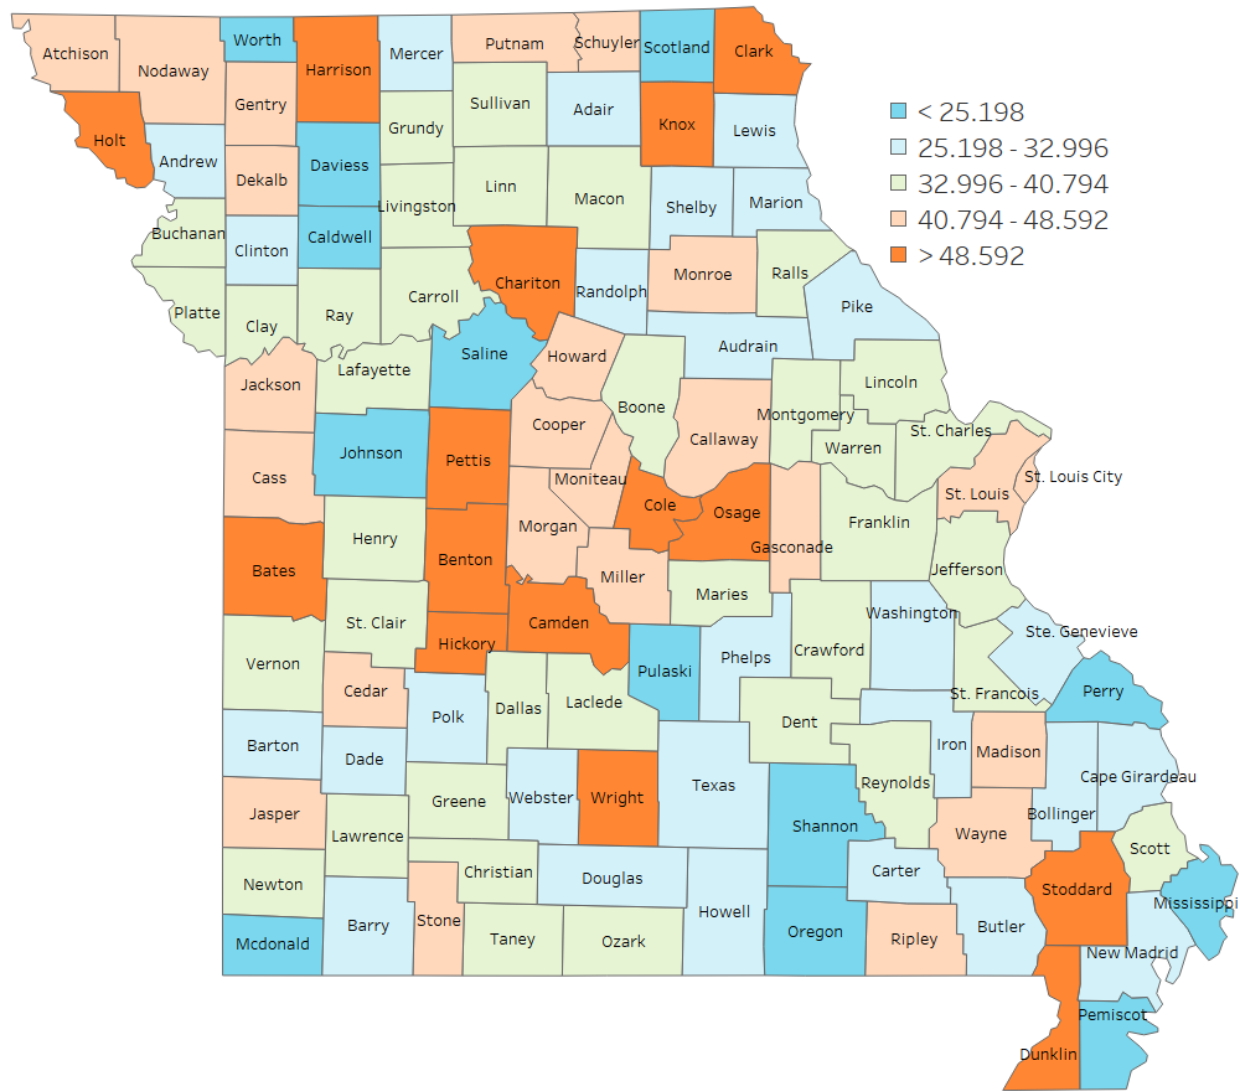 Atchison
Nodaway
Worth
Harrison
Mercer
Putnam
Schuyler
Scotland
Clark
Holt
Andrew
Gentry
Dekalb
Daviess
Grundy
Sullivan
Adair
Knox
Lewis
< 25.198
25.198 - 32.996
32.996 - 40.794
40.794 - 48.592
> 48.592
Buchanan
Clinton
Caldwell
Livingston
Linn
Macon
Shelby
Marion
Platte
Clay
Ray
Carroll
Chariton
Randolph
Monroe
Ralls
Pike
Jackson
Lafayette
Saline
Howard
Audrain
Boone
Callaway
Montgomery
Lincoln
Warren
St. Charles
Cass
Johnson
Pettis
Cooper
Moniteau
Cole
Osage
Gasconade
Franklin
St. Louis
St. Louis City
Bates
Henry
Benton
Morgan
Miller
Maries
Jefferson
Vernon
St. Clair
Hickory
Camden
Pulaski
Phelps
Crawford
Washington
Ste. Genevieve
St. Francois
Perry
Cedar
Polk
Dallas
Laclede
Dent
Iron
Madison
Barton
Dade
Greene
Webster
Wright
Texas
Shannon
Reynolds
Wayne
Bollinger
Cape Girardeau
Jasper
Lawrence
Christian
Douglas
Carter
Stoddard
Scott
Mississippi
Newton
Mcdonald
Barry
Stone
Taney
Ozark
Howell
Oregon
Ripley
Butler
New Madrid
Dunklin
Pemiscot